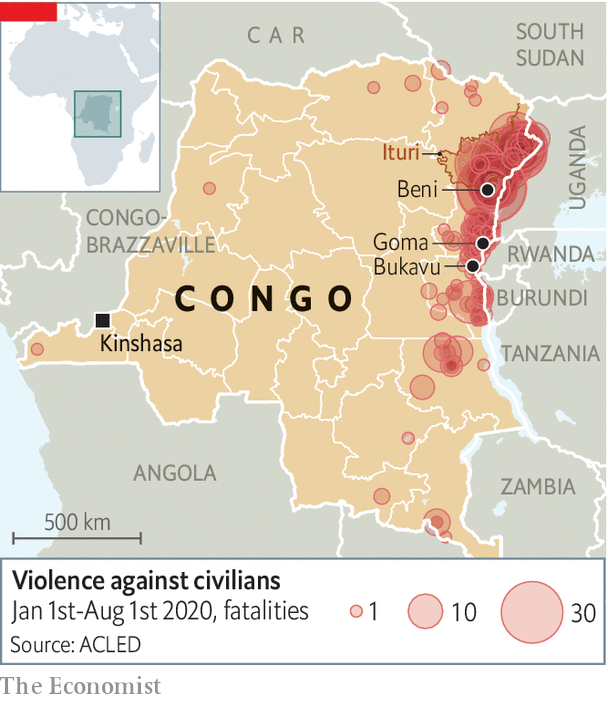 CAR
SOUTH
SUDAN
Ituri
UGANDA
Beni
CONGO-
BRAZZAVILLE
Goma
RWANDA
Bukavu
CONGO
BURUNDI
Kinshasa
TANZANIA
ANGOLA
ZAMBIA
500 km
Violence against civilians
Jan 1st-Aug 1st 2020, fatalities 1 10 30
Source: ACLED
The Economist